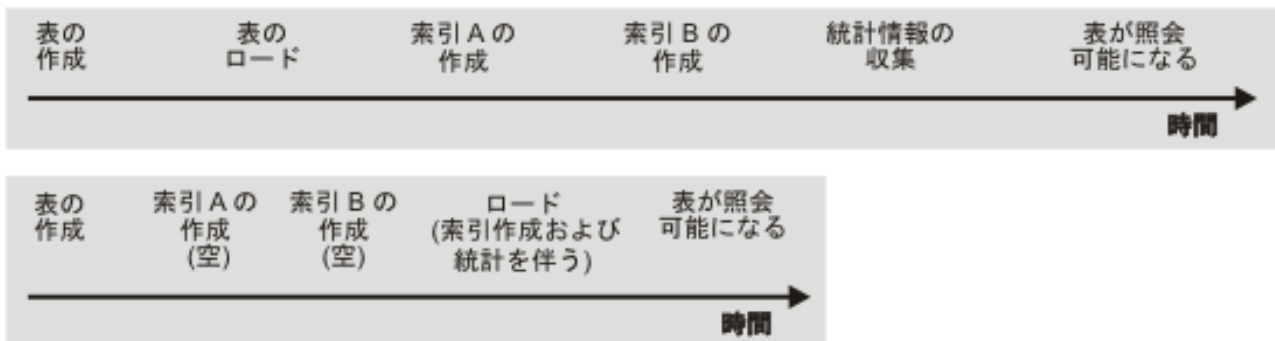 表の
作成
表の
ロード
索引 A の
作成
索引 B の
作成
統計情報の
収集
表が照会
可能になる
時間
表の
作成
索引 A の
作成
(空)
索引 B の
作成
(空)
ロード
(索引作成および
統計を伴う)
表が照会
可能になる
時間